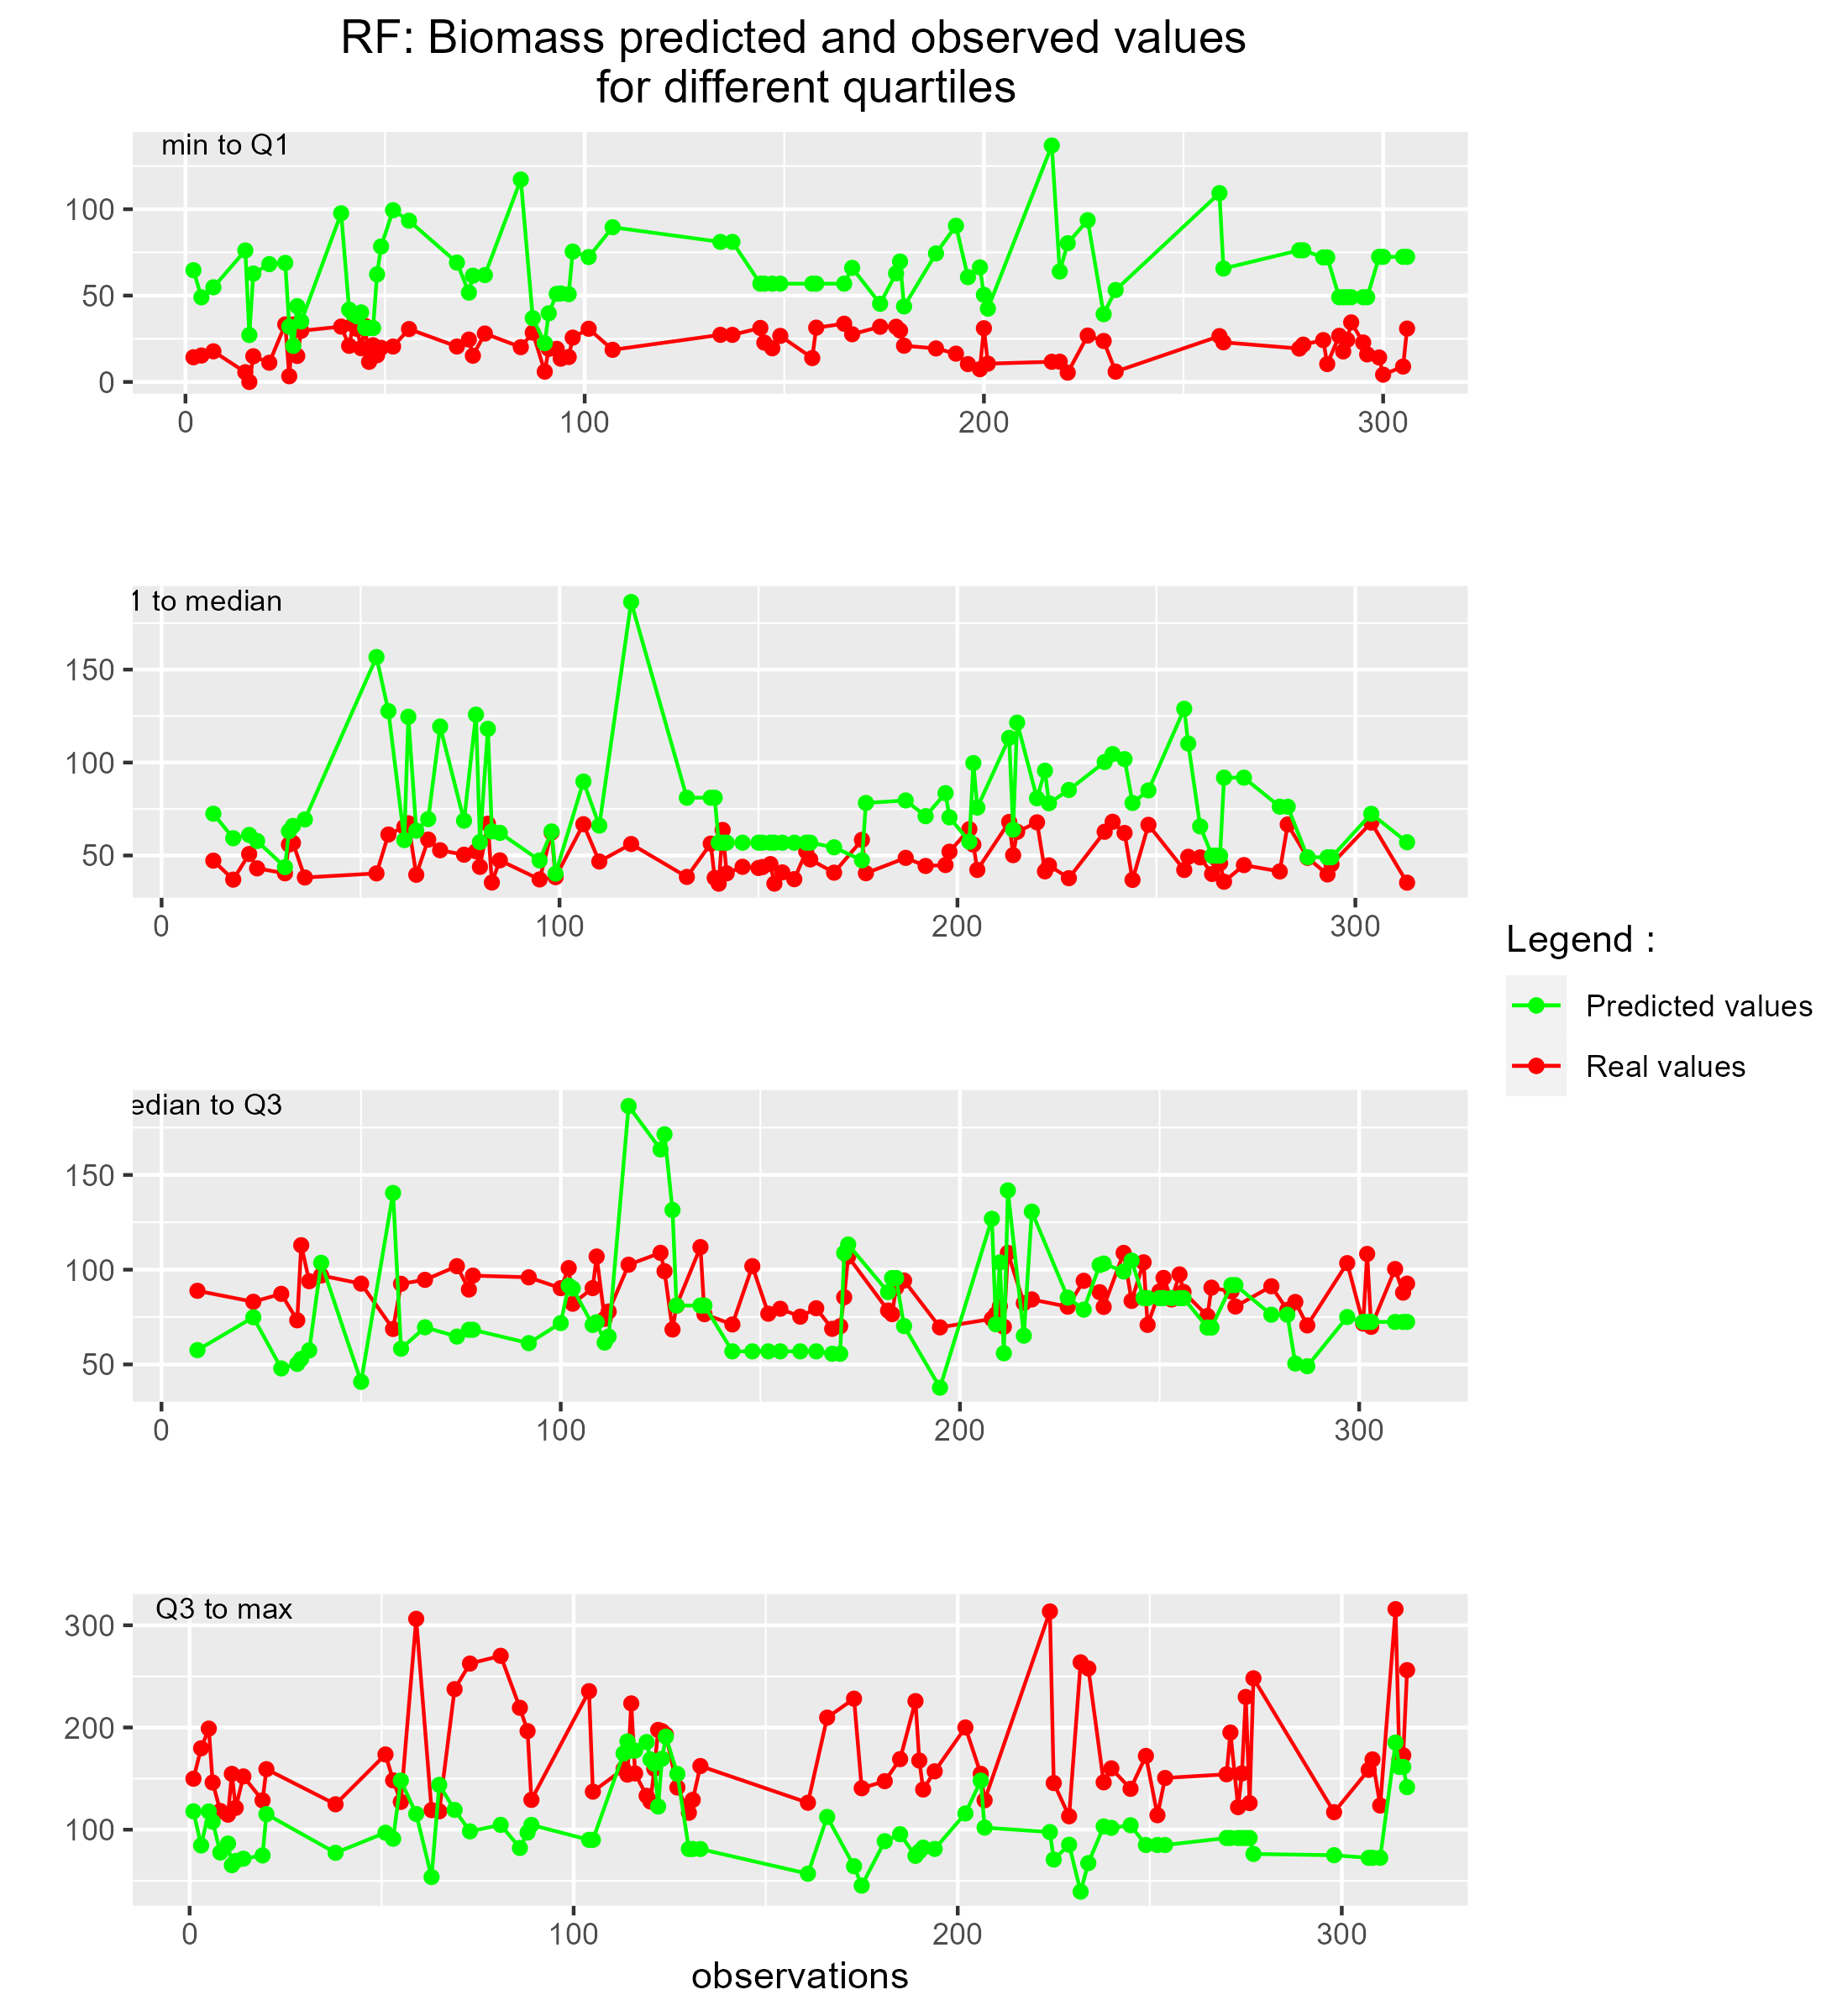 RF: Biomass predicted and observed values
for different quartiles
min to Q1
100
50
0
0 100 200 300
1 to median
150
100
50
0 100 200 300
Legend :
Predicted values
Real values
edian to Q3
150
100
50
0 100 200 300
Q3 to max
300
200
100
0 100 200 300
observations